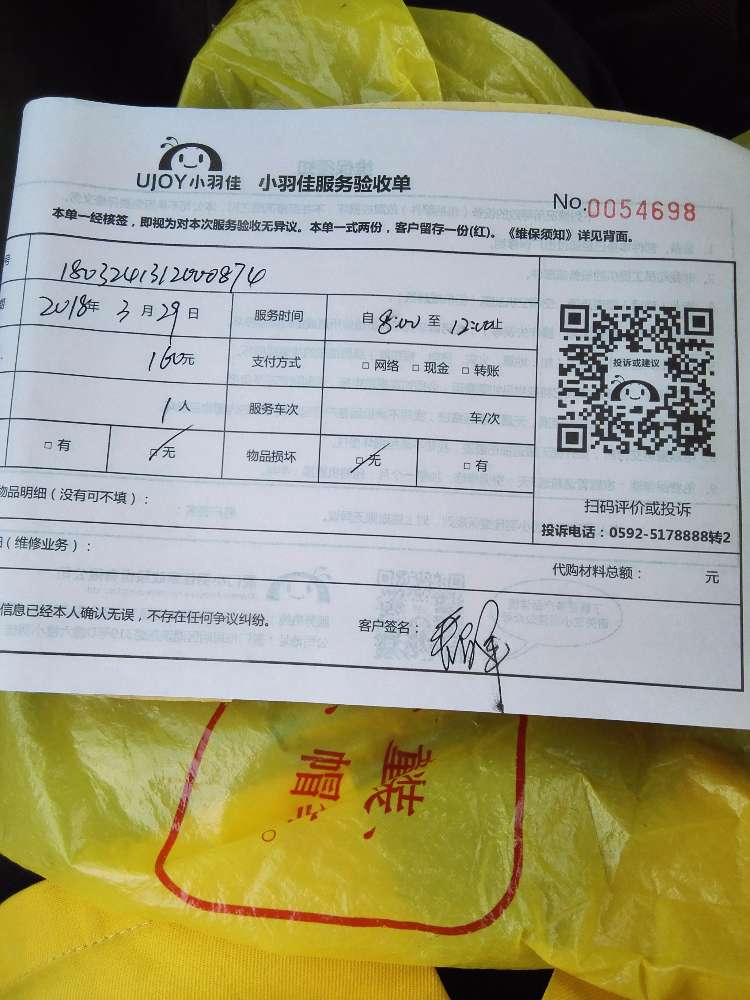 UJOY小羽佳 小羽佳服务验收单
No.0054698
本单一经核签，即视为对本次服务验收无异议。本单一式两份，客户留存一份(红)。《维保须知》详见背面。
号 180324131200874
期 2018年 3月29日 服务时间 自 8:00 至 12:00止
160元 支付方式 □ 网络 □ 现金 □ 转账
1人 服务车次 车/次
□ 有 □ 无 物品损坏 □ 无 □ 有
投诉或建议
扫码评价或投诉
投诉电话：0592-5178888转2
物品明细（没有可不填）：
（维修业务）：
代购材料总额： 元
信息已经本人确认无误，不存在任何争议纠纷。
客户签名：
童装、
帽